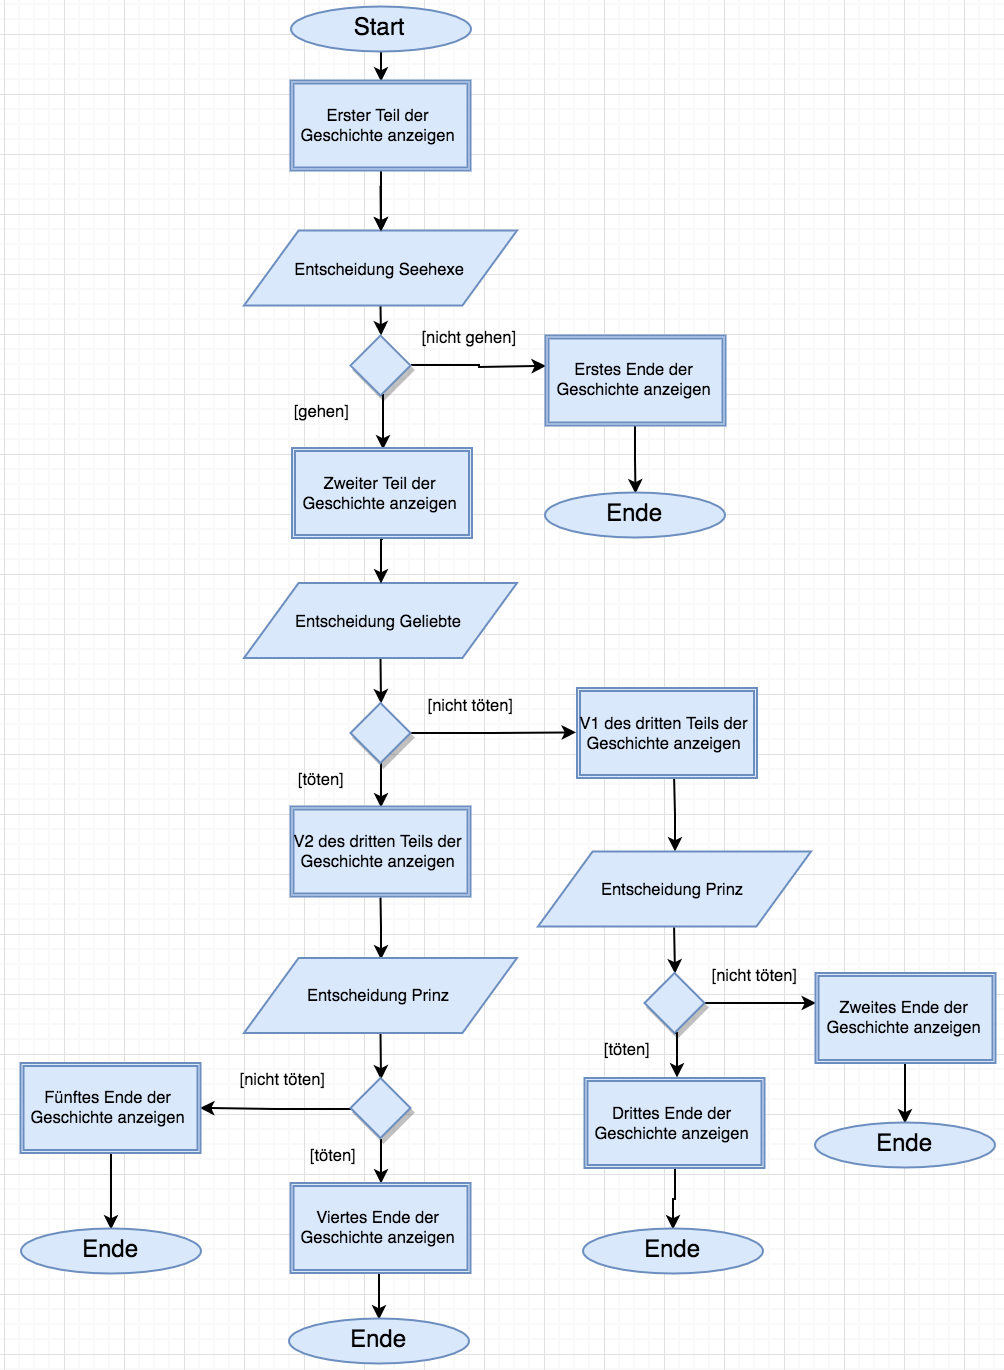 Start
Erster Teil der
Geschichte anzeigen
Entscheidung Seehexe
[nicht gehen]
Erstes Ende der
Geschichte anzeigen
[gehen]
Zweiter Teil der
Geschichte anzeigen
Ende
Entscheidung Geliebte
[nicht töten]
V1 des dritten Teils der
Geschichte anzeigen
[töten]
V2 des dritten Teils der
Geschichte anzeigen
Entscheidung Prinz
[nicht töten]
Zweites Ende der
Geschichte anzeigen
Entscheidung Prinz
[töten]
[nicht töten]
Fünftes Ende der
Geschichte anzeigen
Drittes Ende der
Geschichte anzeigen
Ende
[töten]
Viertes Ende der
Geschichte anzeigen
Ende
Ende
Ende